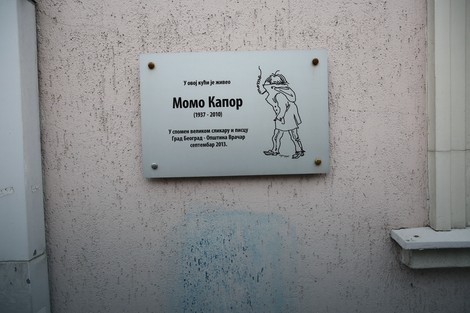 У овој кући је живео
Момо Капор
(1937 - 2010)
У спомен великом сликару и писцу
Град Београд - Општина Врачар
септембар 2013.